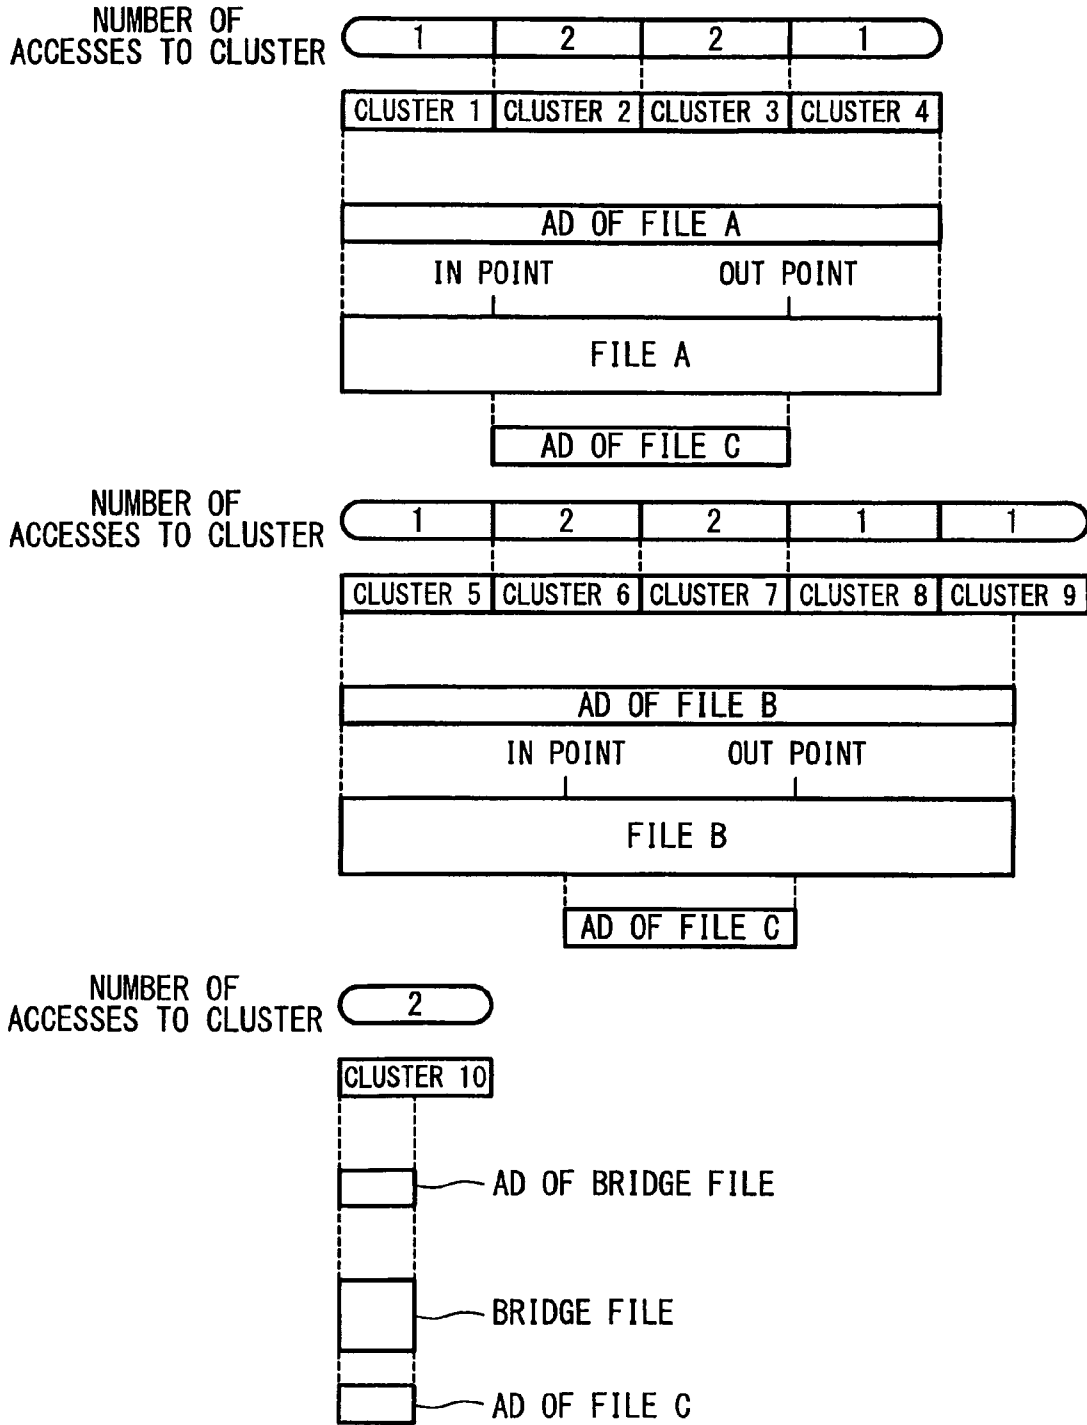 NUMBER OF
ACCESSES TO CLUSTER
1 2 2 1
CLUSTER 1 CLUSTER 2 CLUSTER 3 CLUSTER 4
AD OF FILE A
IN POINT OUT POINT
FILE A
AD OF FILE C
NUMBER OF
ACCESSES TO CLUSTER
1 2 2 1 1
CLUSTER 5 CLUSTER 6 CLUSTER 7 CLUSTER 8 CLUSTER 9
AD OF FILE B
IN POINT OUT POINT
FILE B
AD OF FILE C
NUMBER OF
ACCESSES TO CLUSTER
2
CLUSTER 10
AD OF BRIDGE FILE
BRIDGE FILE
AD OF FILE C